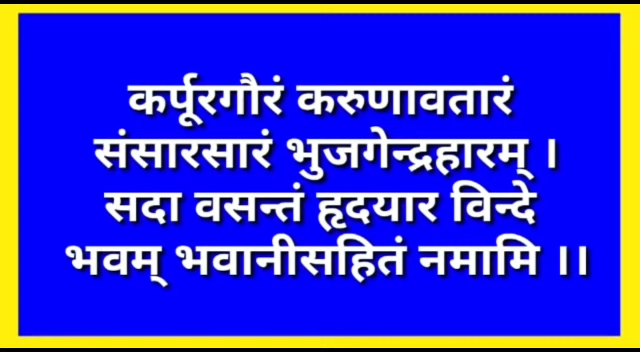 कर्पूरगौरं करुणावतारं
संसारसारं भुजगेन्द्रहारम् ।
सदा वसन्तं हृदयार विन्दे
भवम् भवानीसहितं नमामि ।।